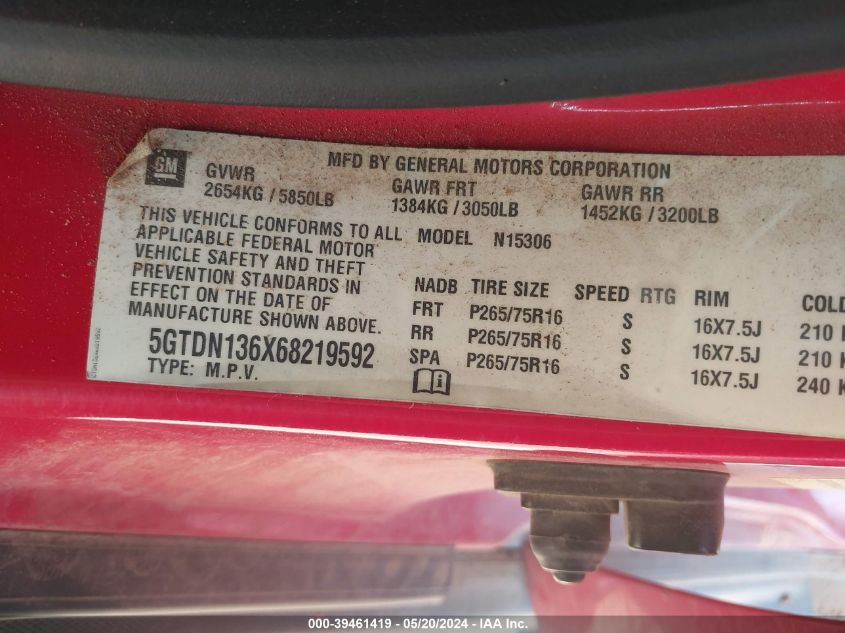 GM
MFD BY GENERAL MOTORS CORPORATION
GVWR GAWR FRT GAWR RR
2654KG / 5850LB 1384KG / 3050LB 1452KG / 3200LB
THIS VEHICLE CONFORMS TO ALL
APPLICABLE FEDERAL MOTOR
VEHICLE SAFETY AND THEFT
PREVENTION STANDARDS IN
EFFECT ON THE DATE OF
MANUFACTURE SHOWN ABOVE.
5GTDN136X68219592
TYPE: M.P.V.
MODEL N15306
NADB TIRE SIZE SPEED RTG RIM COLD
FRT P265/75R16 S 16X7.5J 210 K
RR P265/75R16 S 16X7.5J 210 K
SPA P265/75R16 S 16X7.5J 240 K
000-39461419 - 05/20/2024 - IAA Inc.